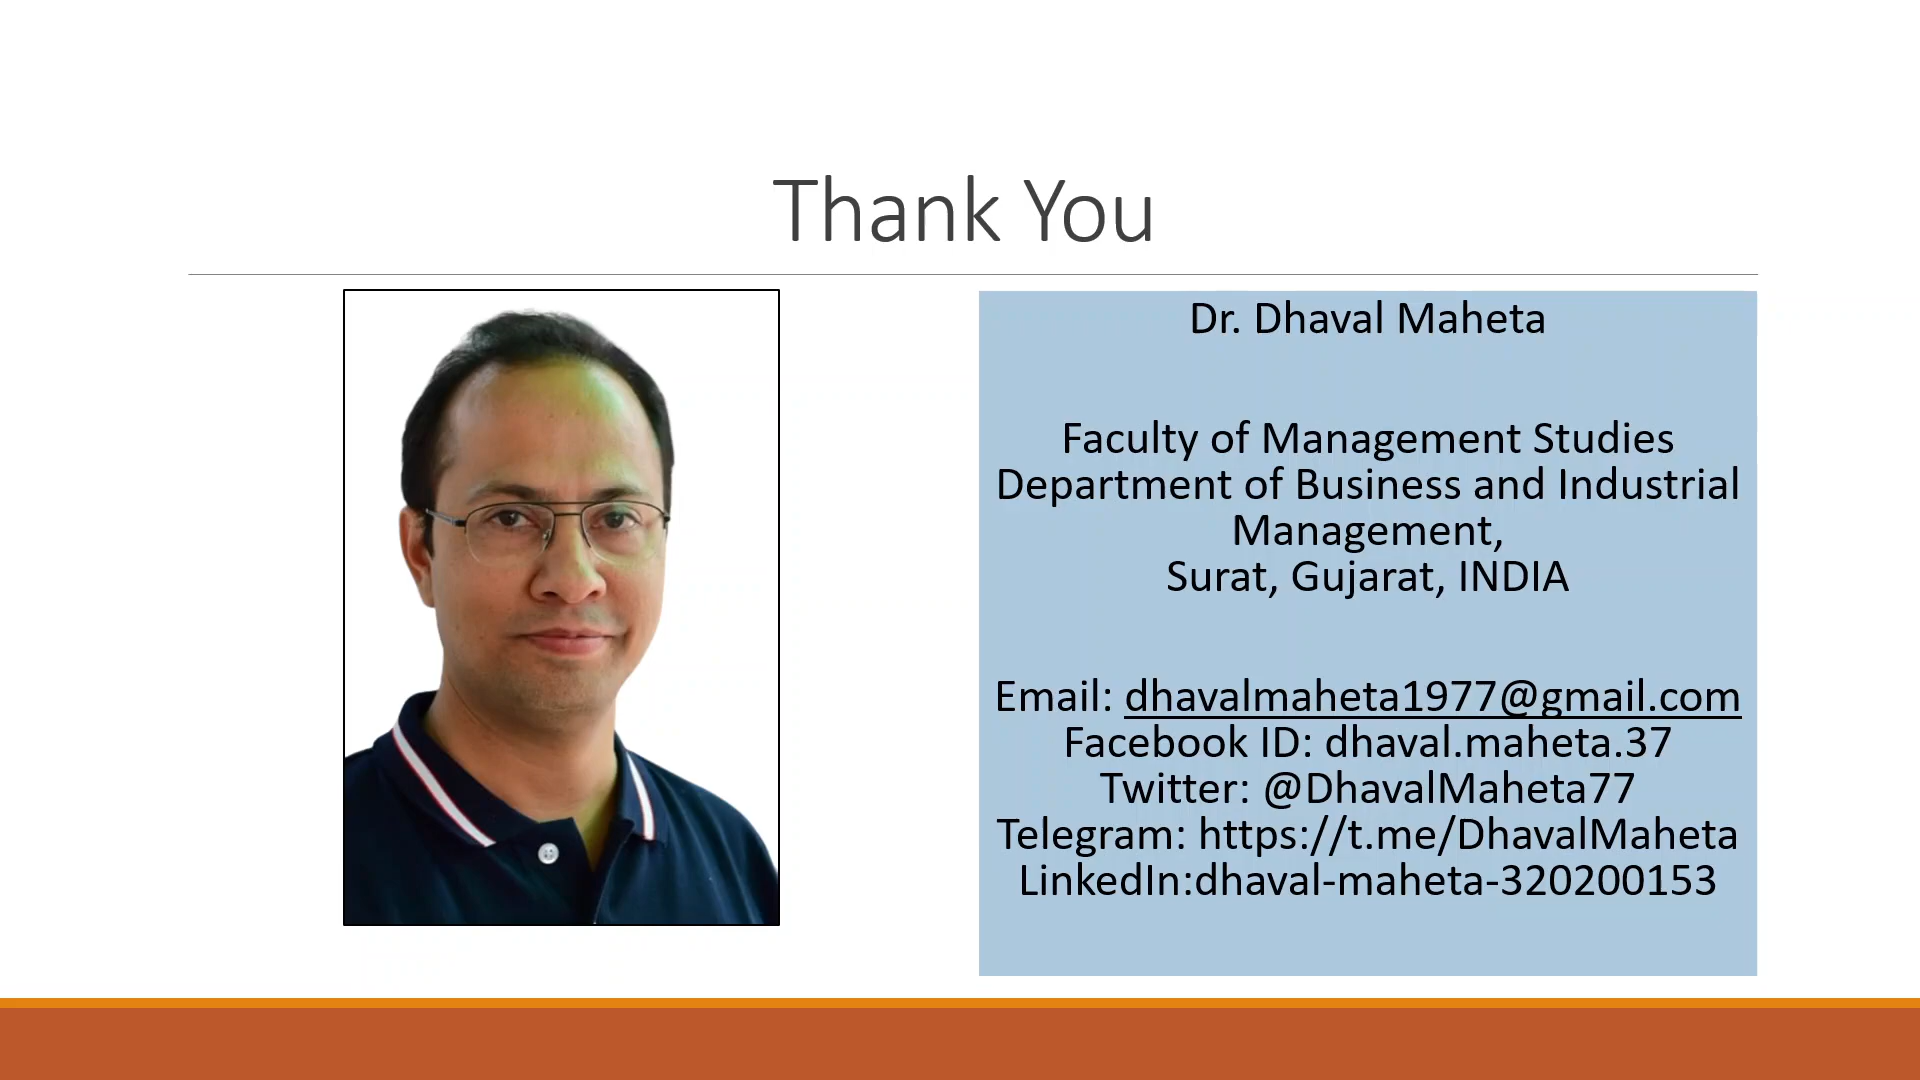 Thank You
Dr. Dhaval Maheta
Faculty of Management Studies
Department of Business and Industrial
Management,
Surat, Gujarat, INDIA
Email: dhavalmaheta1977@gmail.com
Facebook ID: dhaval.maheta.37
Twitter: @DhavalMaheta77
Telegram: https://t.me/DhavalMaheta
LinkedIn:dhaval-maheta-320200153